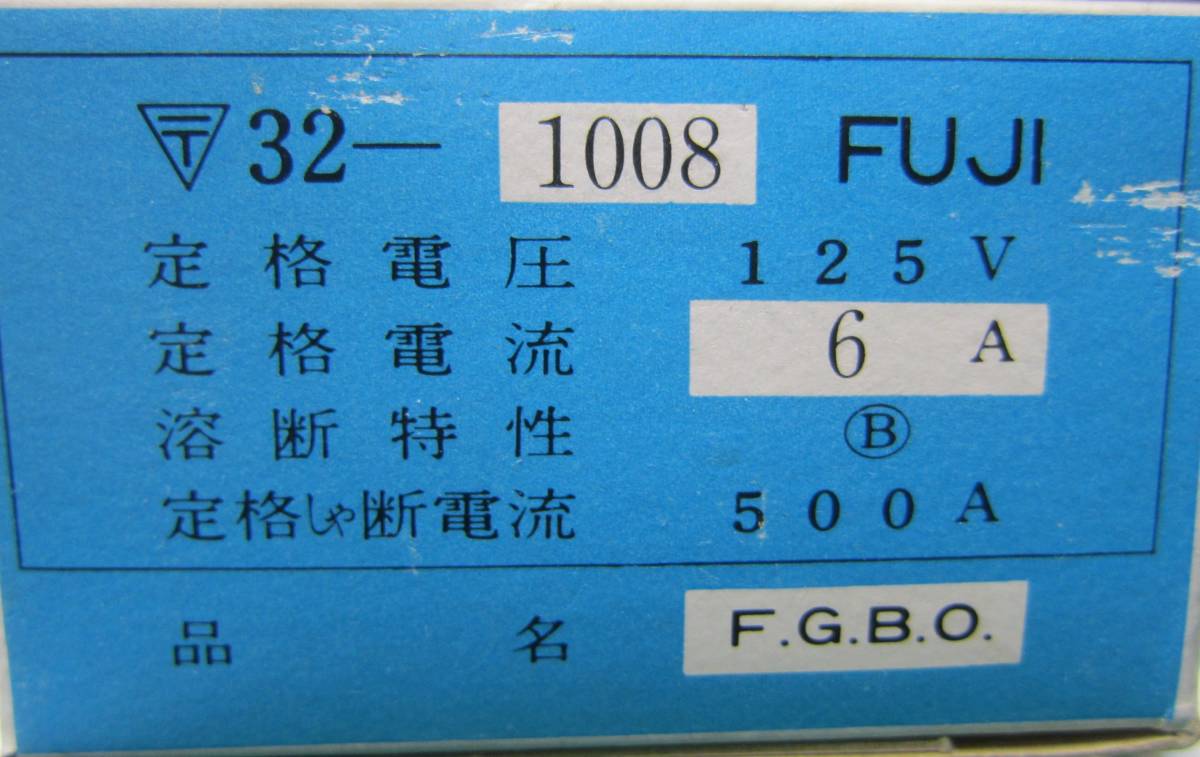 〒 32— 1008 FUJI
定格電圧 125V
定格電流 6 A
溶断特性 Ⓑ
定格しゃ断電流 500A
品名 F.G.B.O.